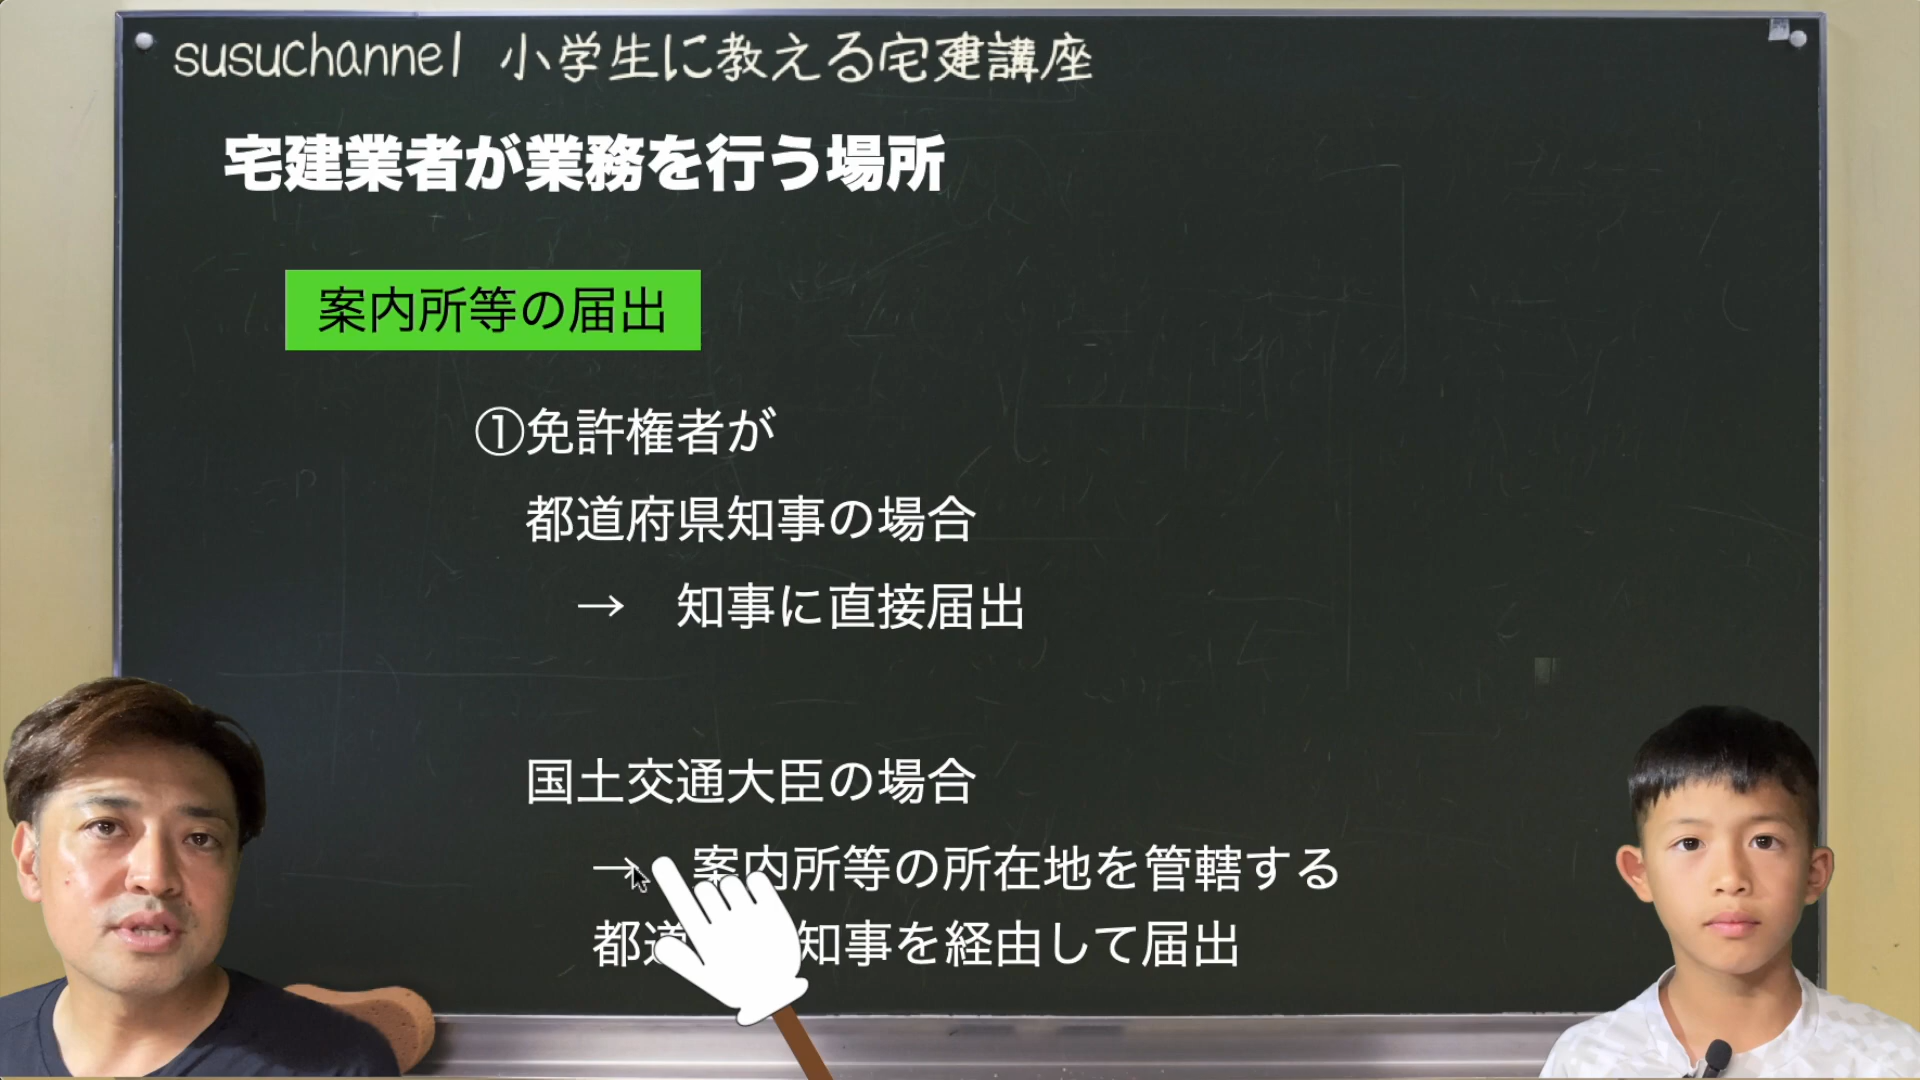 susuchannel 小学生に教える宅建講座
宅建業者が業務を行う場所
案内所等の届出
①免許権者が
都道府県知事の場合
→ 知事に直接届出
国土交通大臣の場合
→ 案内所等の所在地を管轄する
都道 知事を経由して届出